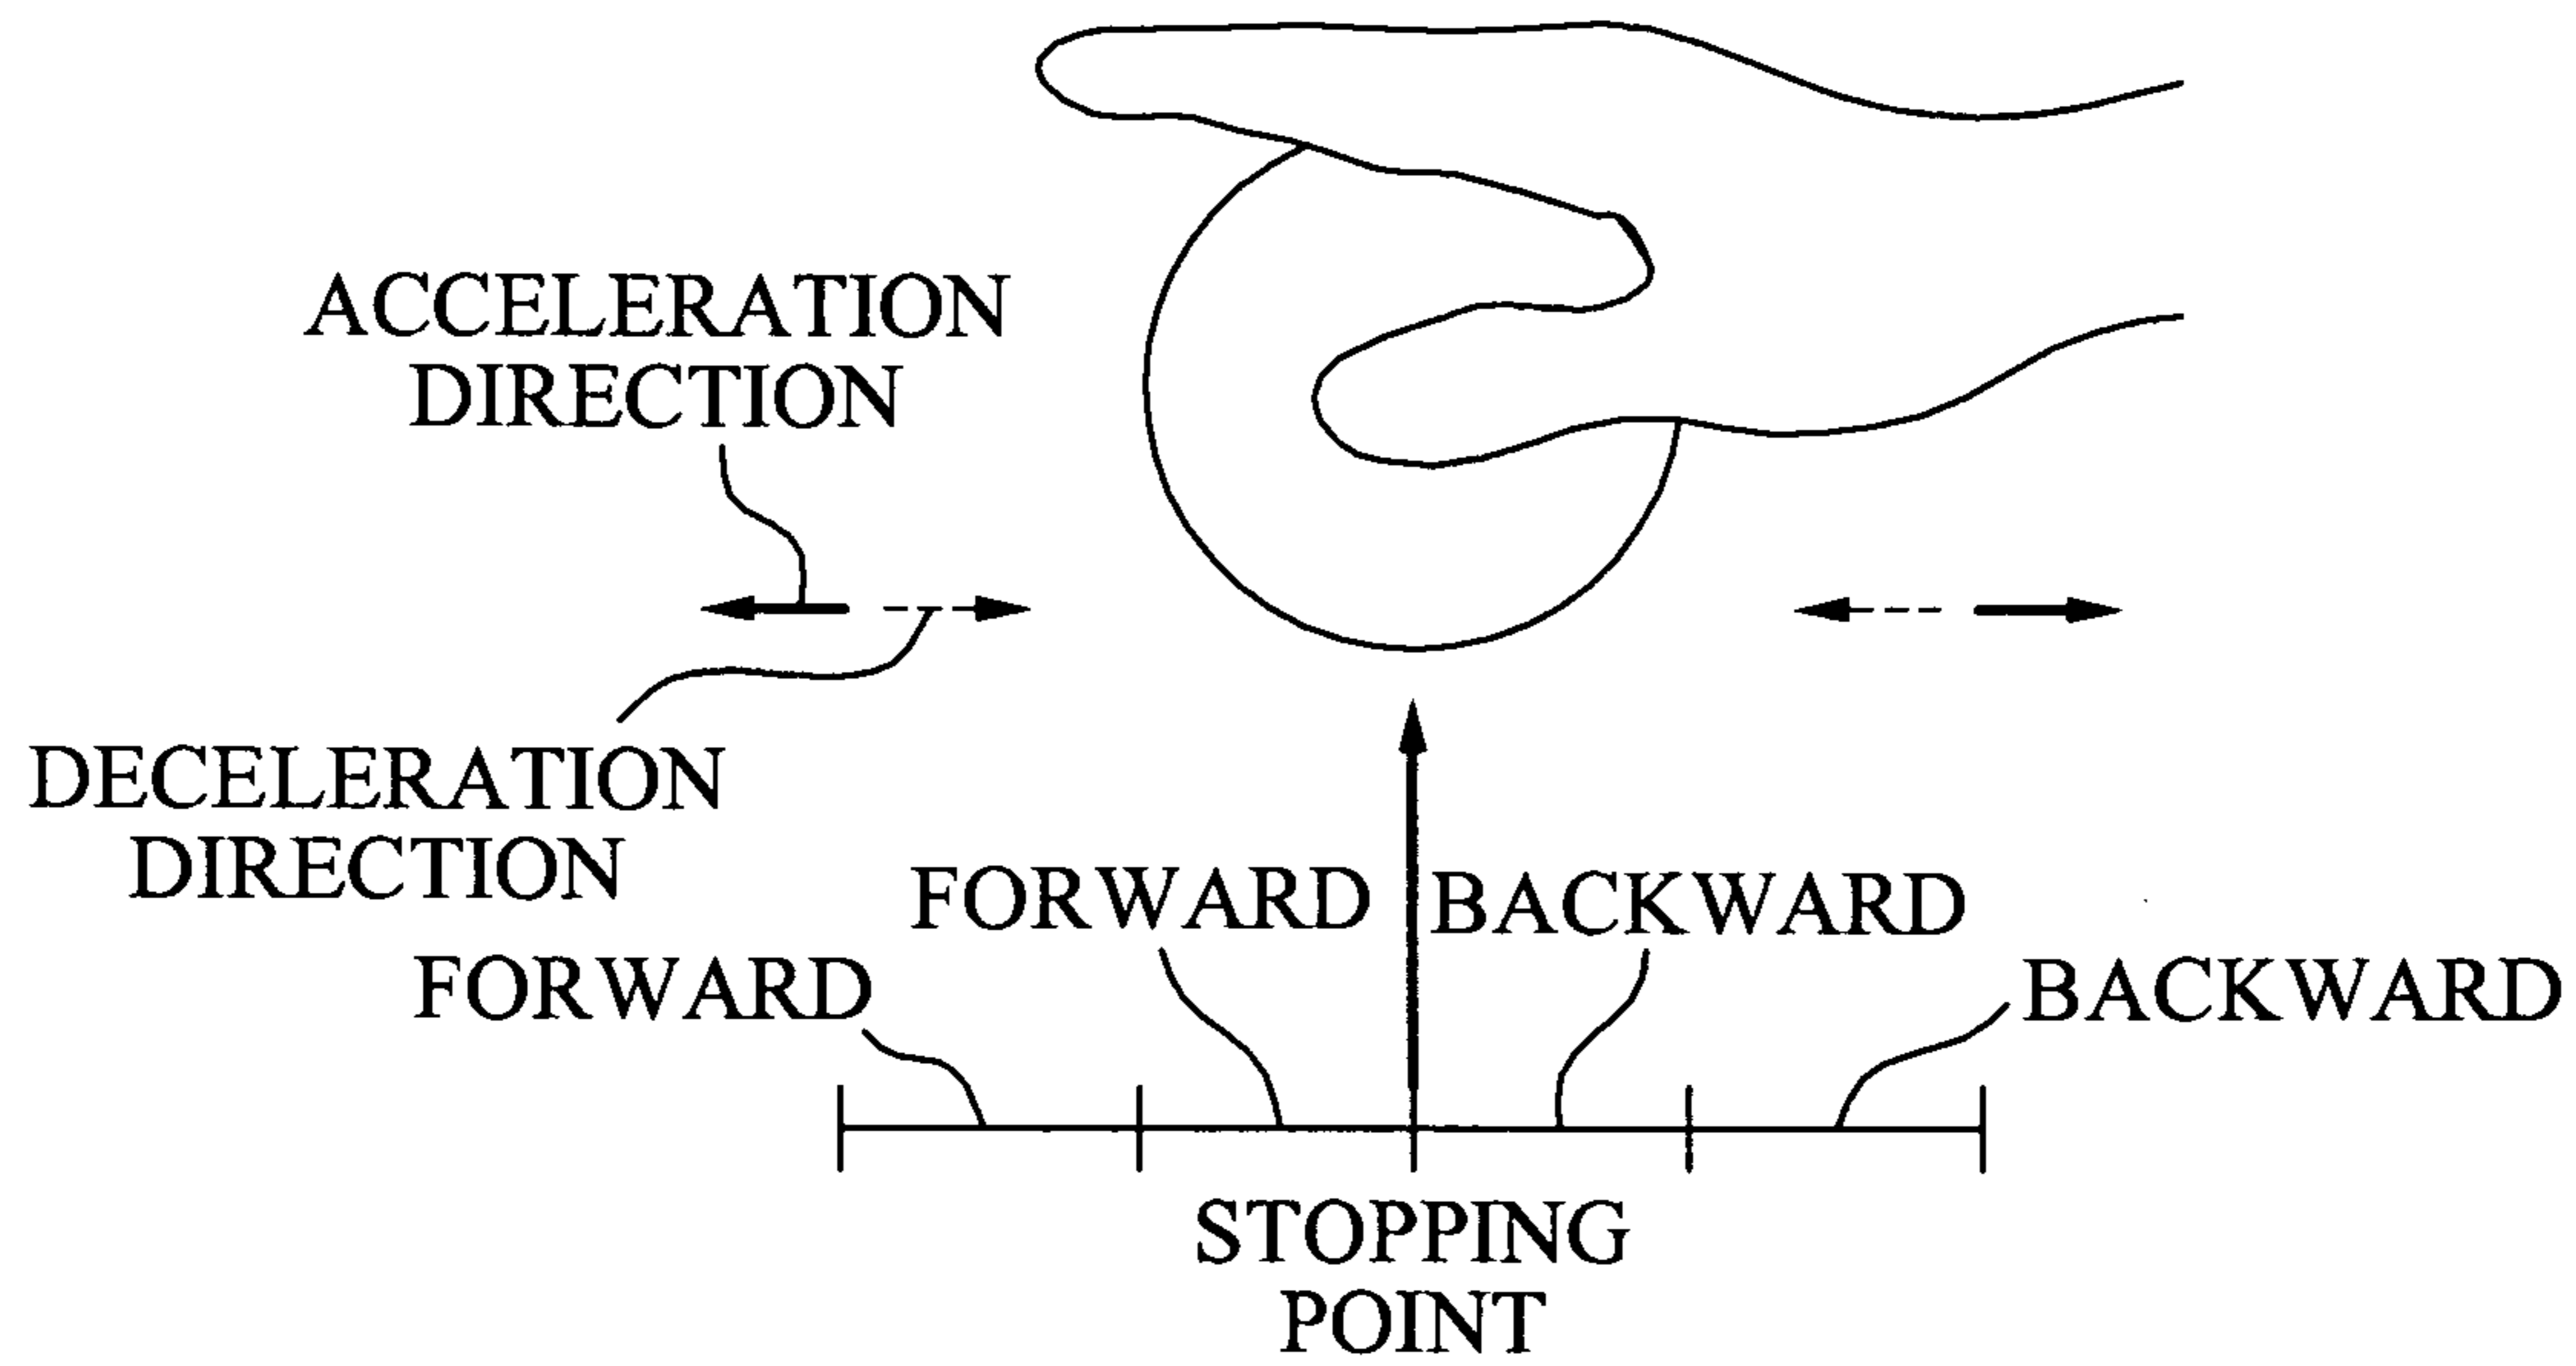 ACCELERATION
DIRECTION
DECELERATION
DIRECTION
FORWARD
BACKWARD
FORWARD
BACKWARD
STOPPING
POINT